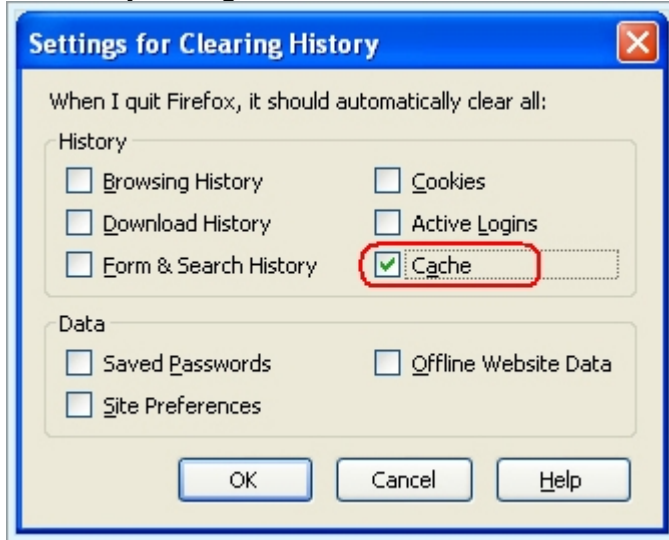 Settings for Clearing History
When I quit Firefox, it should automatically clear all:
History
Browsing History
Cookies
Download History
Active Logins
Form & Search History
Cache
Data
Saved Passwords
Offline Website Data
Site Preferences
OK
Cancel
Help